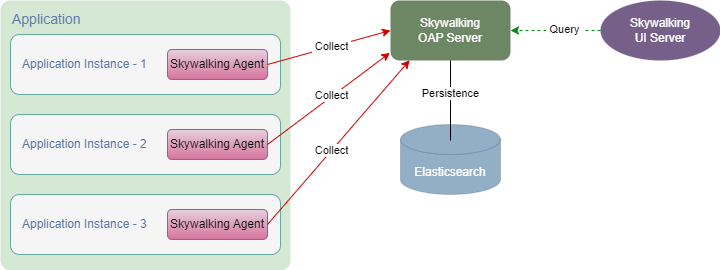 Application
Application Instance - 1
Skywalking Agent
Collect
Application Instance - 2
Skywalking Agent
Collect
Application Instance - 3
Skywalking Agent
Collect
Skywalking
OAP Server
Query
Skywalking
UI Server
Persistence
Elasticsearch